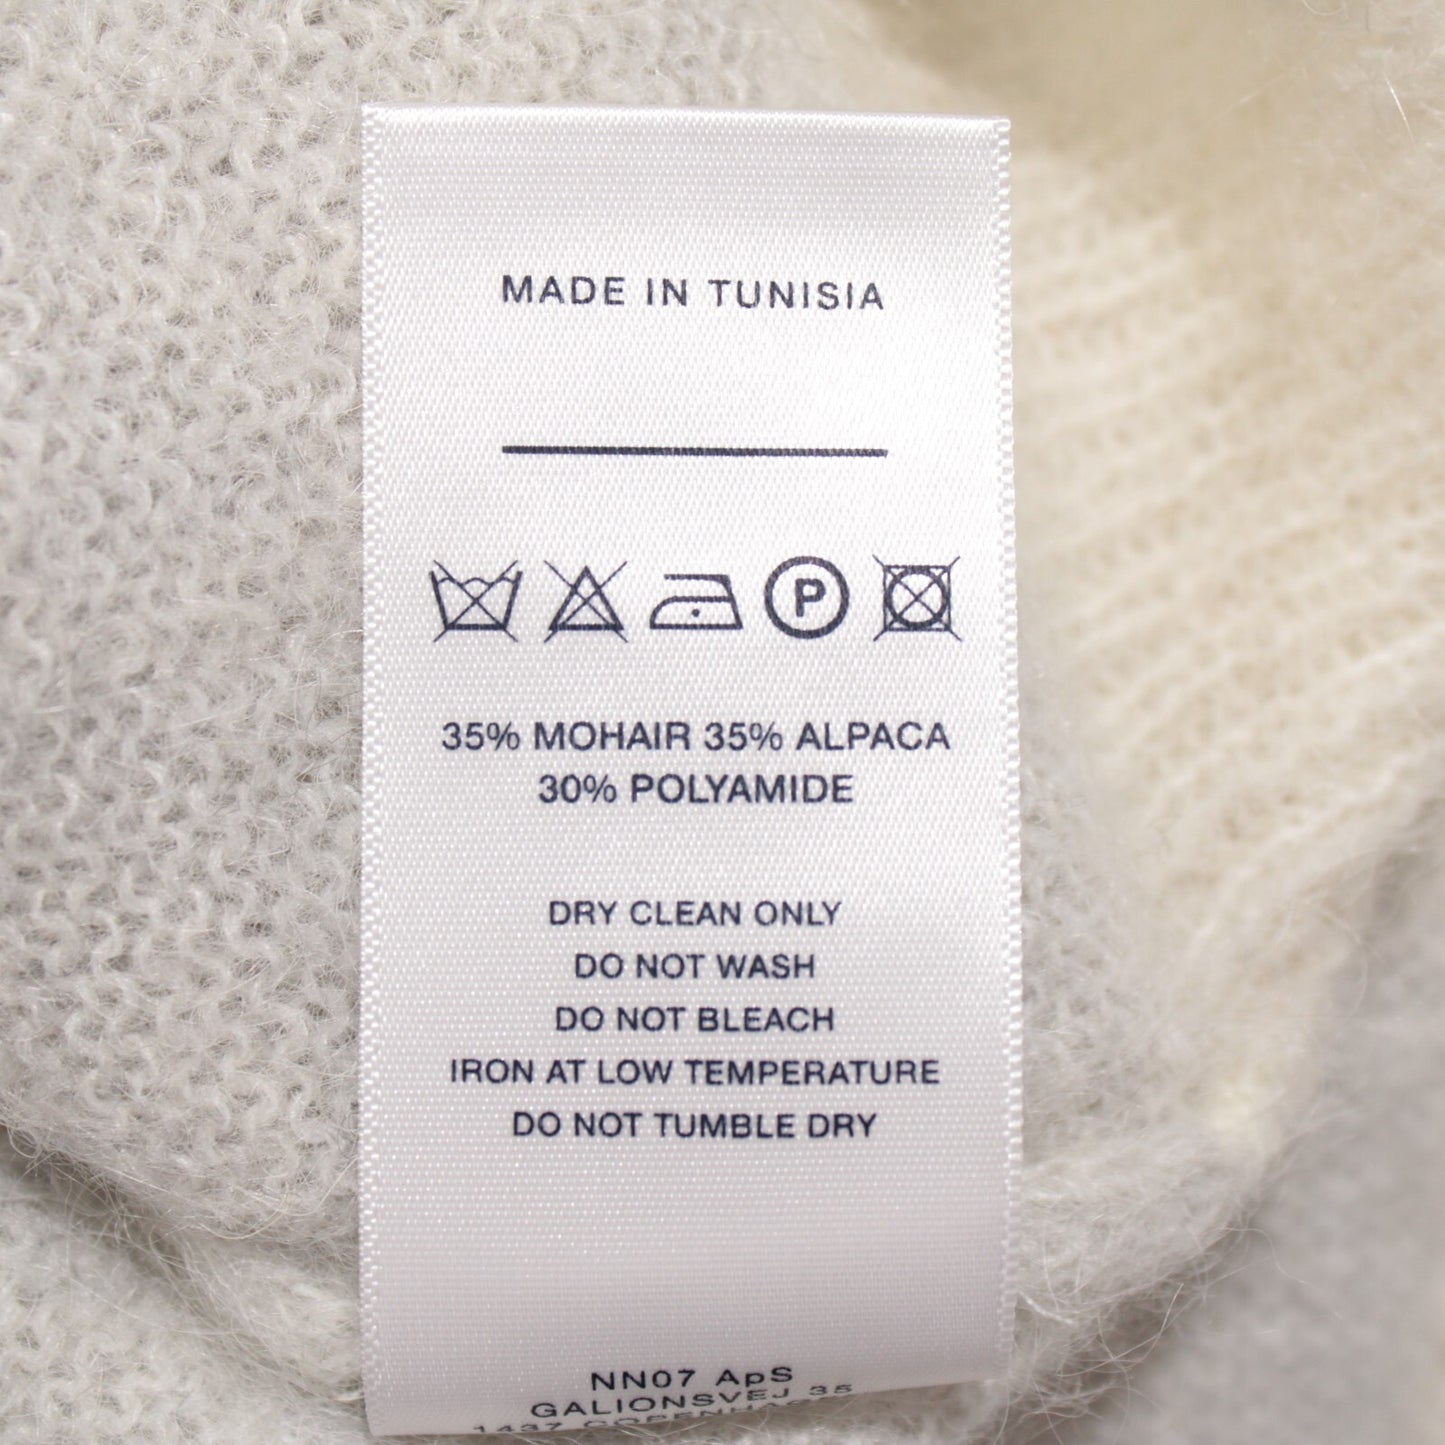 MADE IN TUNISIA
P
35% MOHAIR 35% ALPACA
30% POLYAMIDE
DRY CLEAN ONLY
DO NOT WASH
DO NOT BLEACH
IRON AT LOW TEMPERATURE
DO NOT TUMBLE DRY
NN07 ApS
GALIONSVEJ 35
1437